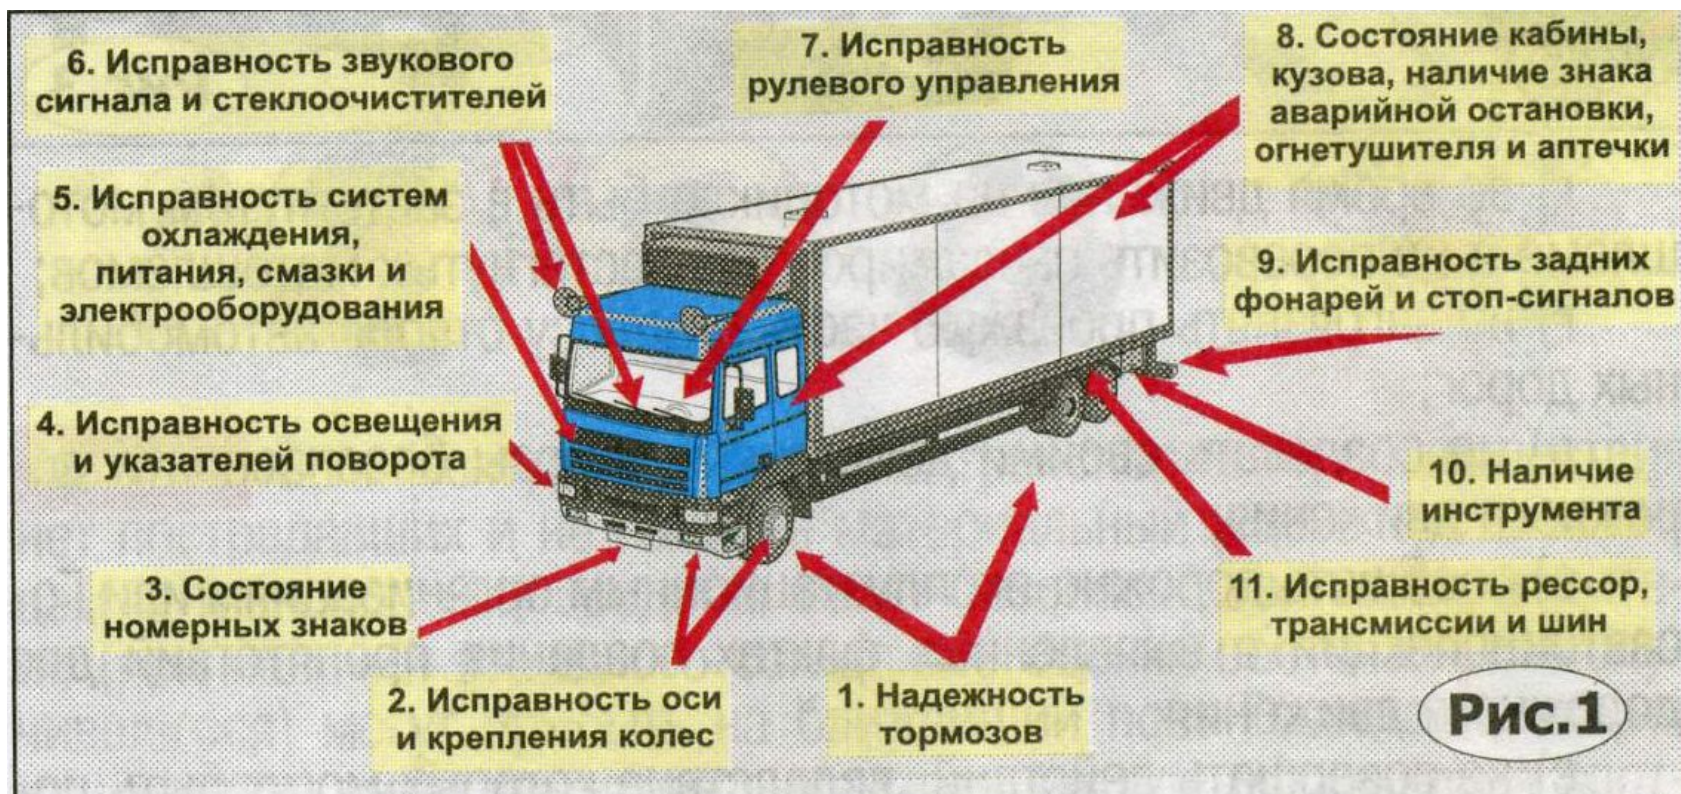 6. Исправность звукового
сигнала и стеклоочистителей
7. Исправность
рулевого управления
8. Состояние кабины,
кузова, наличие знака
аварийной остановки,
огнетушителя и аптечки
5. Исправность систем
охлаждения,
питания, смазки и
электрооборудования
9. Исправность задних
фонарей и стоп-сигналов
4. Исправность освещения
и указателей поворота
10. Наличие
инструмента
3. Состояние
номерных знаков
11. Исправность рессор,
трансмиссии и шин
2. Исправность оси
и крепления колес
1. Надежность
тормозов
Рис.1